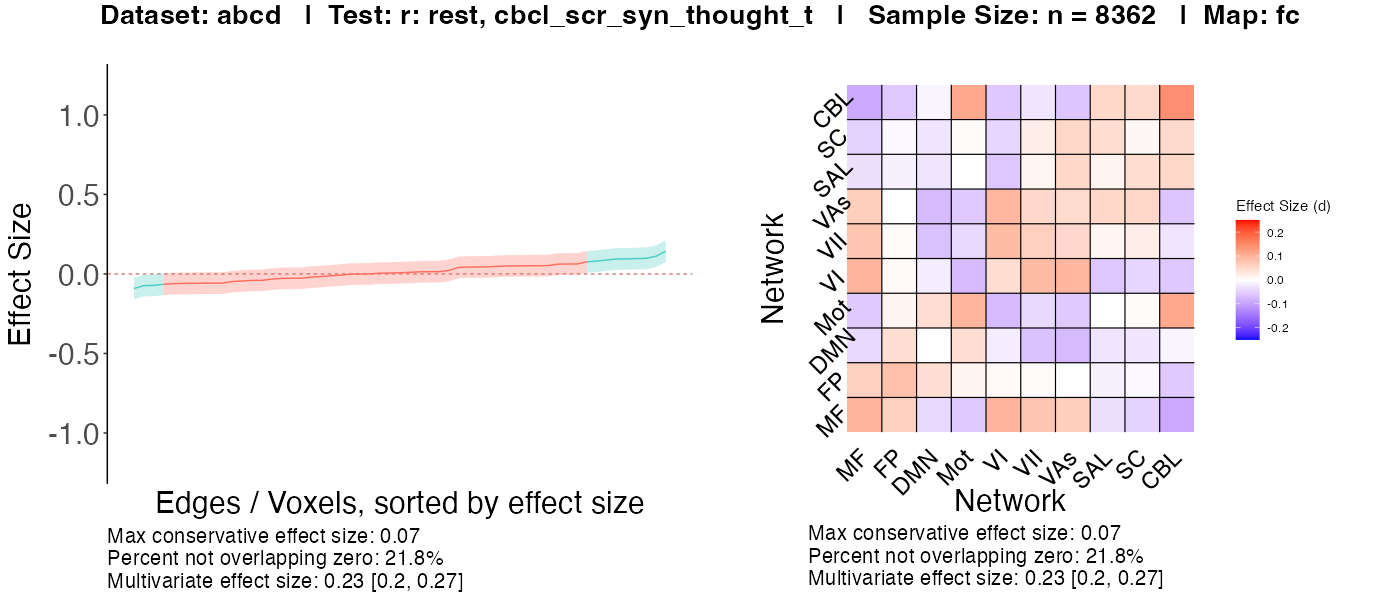 Dataset: abcd | Test: r: rest, cbcl_scr_syn_thought_t | Sample Size: n = 8362 | Map: fc
Effect Size
1.0
0.5
0.0
-0.5
-1.0
Edges / Voxels, sorted by effect size
Max conservative effect size: 0.07
Percent not overlapping zero: 21.8%
Multivariate effect size: 0.23 [0.2, 0.27]
Network
CBL
SC
SAL
VAs
VII
VI
Mot
DMN
FP
MF
MF
FP
DMN
Mot
VI
VII
VAs
SAL
SC
CBL
Network
Max conservative effect size: 0.07
Percent not overlapping zero: 21.8%
Multivariate effect size: 0.23 [0.2, 0.27]
Effect Size (d)
0.2
0.1
0.0
-0.1
-0.2